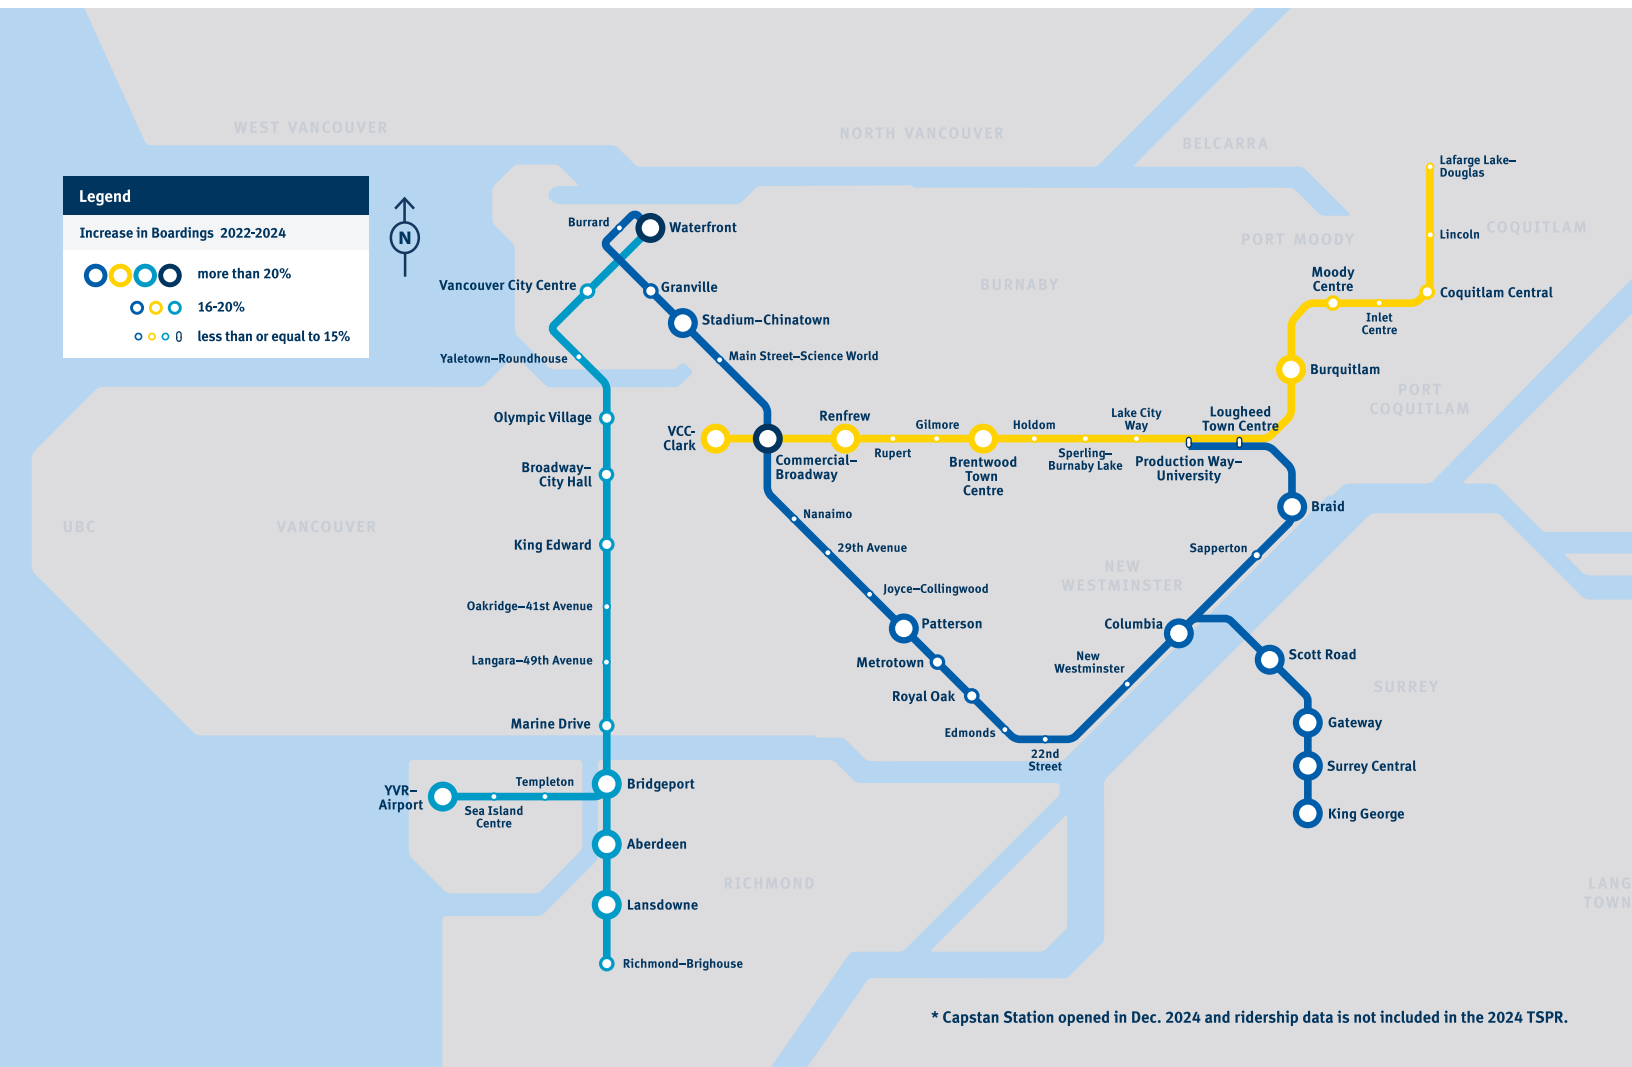 WEST VANCOUVER
NORTH VANCOUVER
BELCARRA
Lafarge Lake–
Douglas
Legend
Increase in Boardings 2022-2024
more than 20%
16-20%
less than or equal to 15%
N
Burrard
Waterfront
COQUITLAM
Lincoln
PORT MOODY
Moody
Centre
BURNABY
Vancouver City Centre
Granville
Coquitlam Central
Inlet
Centre
Stadium–Chinatown
Yaletown–Roundhouse
Main Street–Science World
Burquitlam
PORT
COQUITLAM
Olympic Village
VCC-
Clark
Renfrew
Rupert
Gilmore
Holdom
Lake City
Way
Lougheed
Town Centre
Commercial–
Broadway
Brentwood
Town
Centre
Sperling–
Burnaby Lake
Production Way–
University
Broadway–
City Hall
Braid
UBC
VANCOUVER
Nanaimo
King Edward
29th Avenue
Sapperton
NEW
WESTMINSTER
Joyce–Collingwood
Oakridge–41st Avenue
Patterson
Columbia
Langara–49th Avenue
Metrotown
New
Westminster
Scott Road
SURREY
Royal Oak
Marine Drive
Edmonds
22nd
Street
Gateway
Surrey Central
YVR–
Airport
Templeton
Sea Island
Centre
Bridgeport
King George
Aberdeen
RICHMOND
LANG
TOWN
Lansdowne
Richmond–Brighouse
* Capstan Station opened in Dec. 2024 and ridership data is not included in the 2024 TSPR.